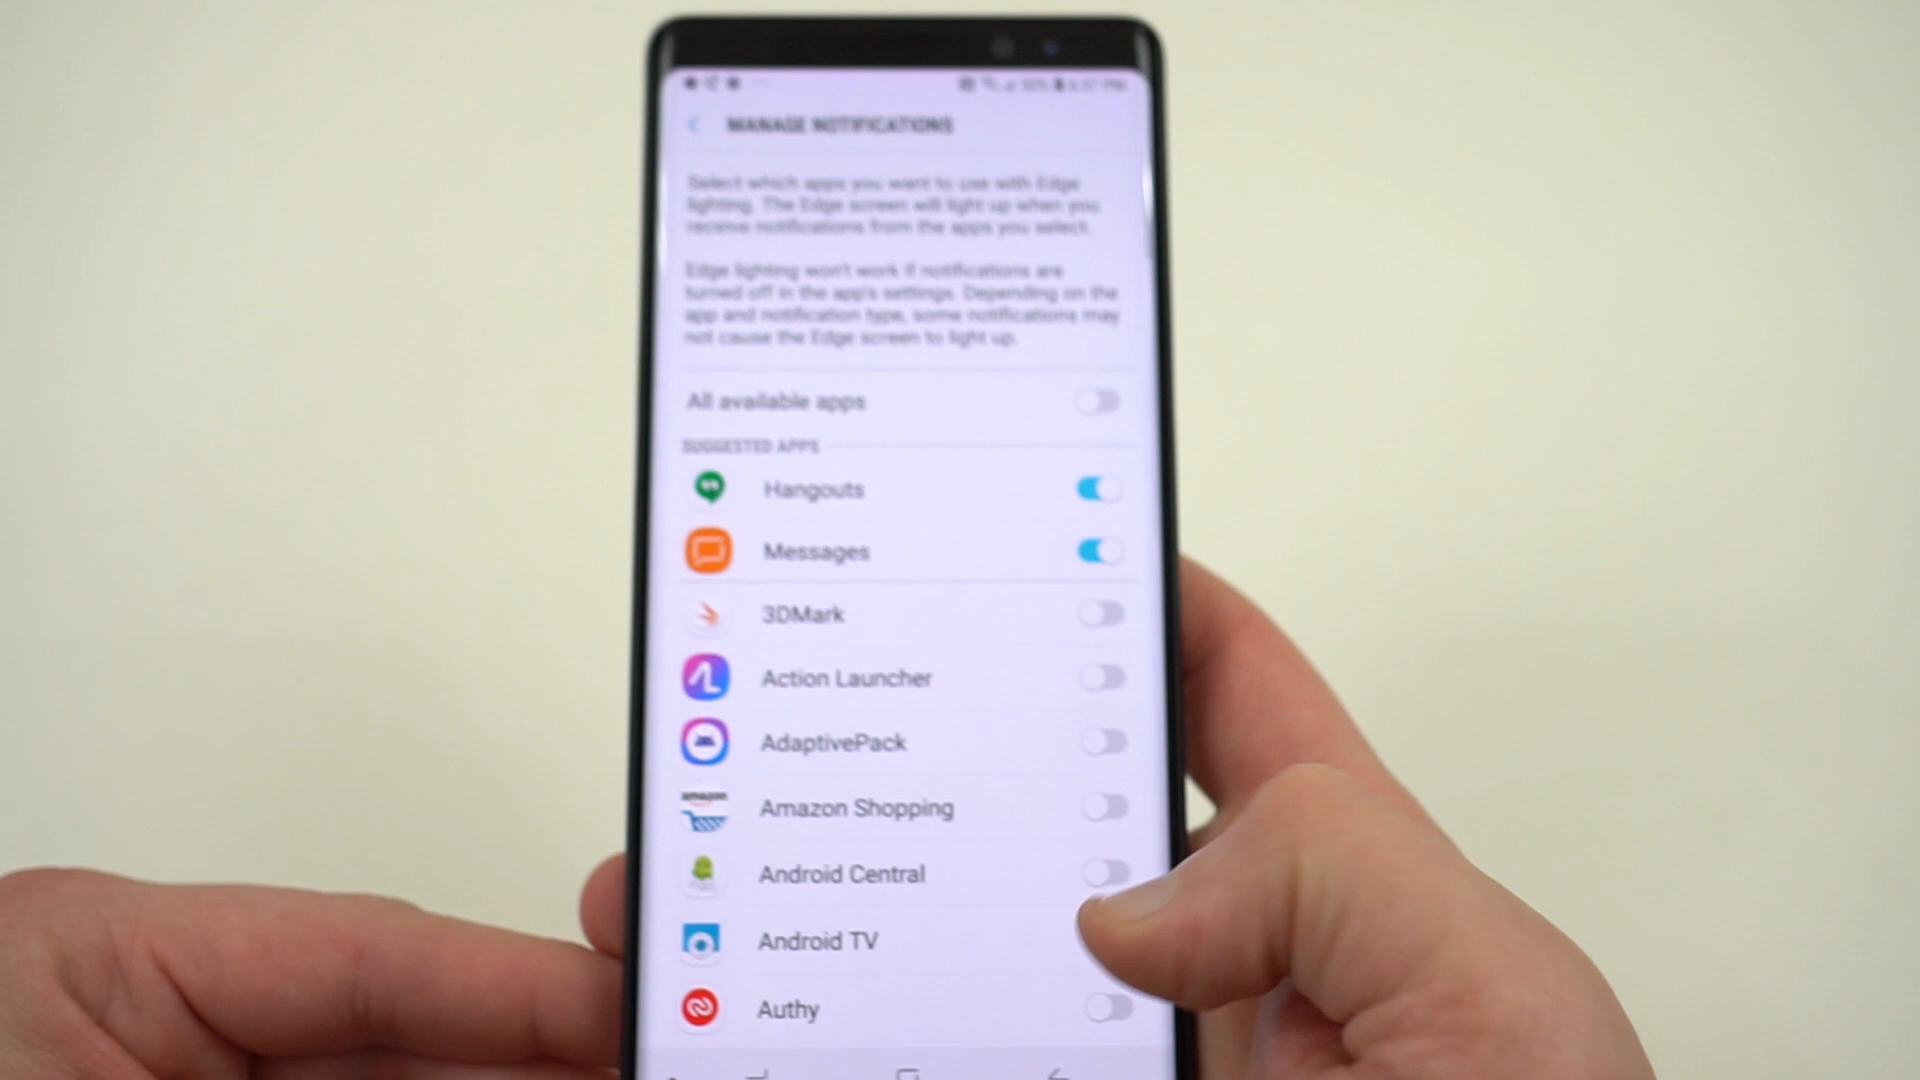 MANAGE NOTIFICATIONS
Select which apps you want to use with Edge
lighting. The Edge screen will light up when you
receive notifications from the apps you select.
Edge lighting won't work if notifications are
turned off in the app's settings. Depending on the
app and notification type, some notifications may
not cause the Edge screen to light up.
All available apps
SUGGESTED APPS
Hangouts
Messages
3DMark
Action Launcher
AdaptivePack
amazon
Amazon Shopping
Android Central
Android TV
Authy